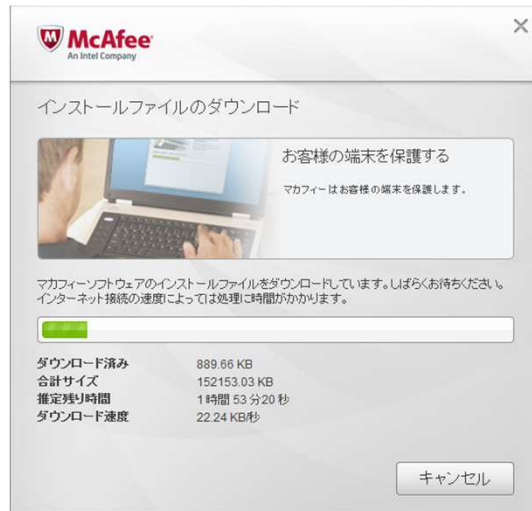 McAfee
An Intel Company
インストールファイルのダウンロード
お客様の端末を保護する
マカフィーはお客様の端末を保護します。
マカフィーソフトウェアのインストールファイルをダウンロードしています。しばらくお待ちください。
インターネット接続の速度によっては処理に時間がかかります。
ダウンロード済み 889.66 KB
合計サイズ 152153.03 KB
推定残り時間 1 時間 53 分20 秒
ダウンロード速度 22.24 KB/秒
キャンセル